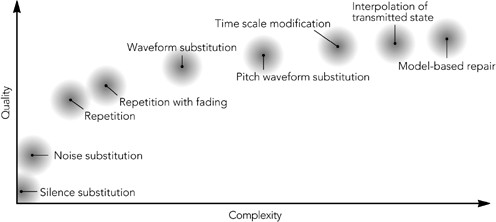 Interpolation of
transmitted state
Time scale modification
Waveform substitution
Model-based repair
Pitch waveform substitution
Repetition with fading
Repetition
Noise substitution
Silence substitution
Quality
Complexity